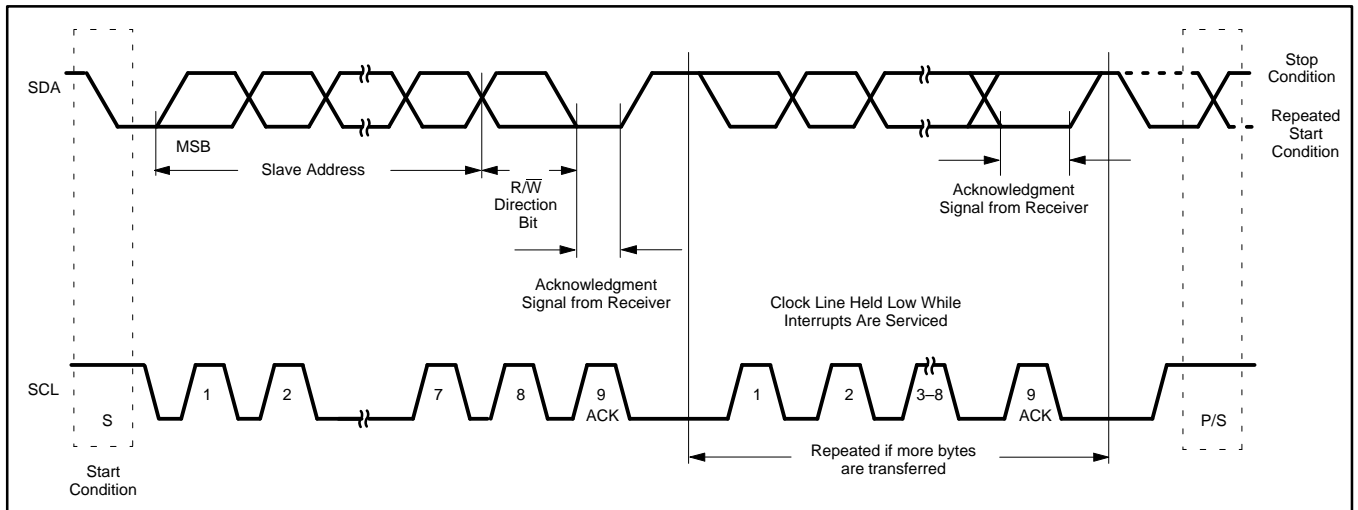 SDA
Stop
Condition
Repeated
Start
Condition
MSB
Slave Address
R/W̅
Direction
Bit
Acknowledgment
Signal from Receiver
Acknowledgment
Signal from Receiver
Clock Line Held Low While
Interrupts Are Serviced
SCL
1
2
7
8
9
ACK
1
2
3–8
9
ACK
S
P/S
Start
Condition
Repeated if more bytes
are transferred